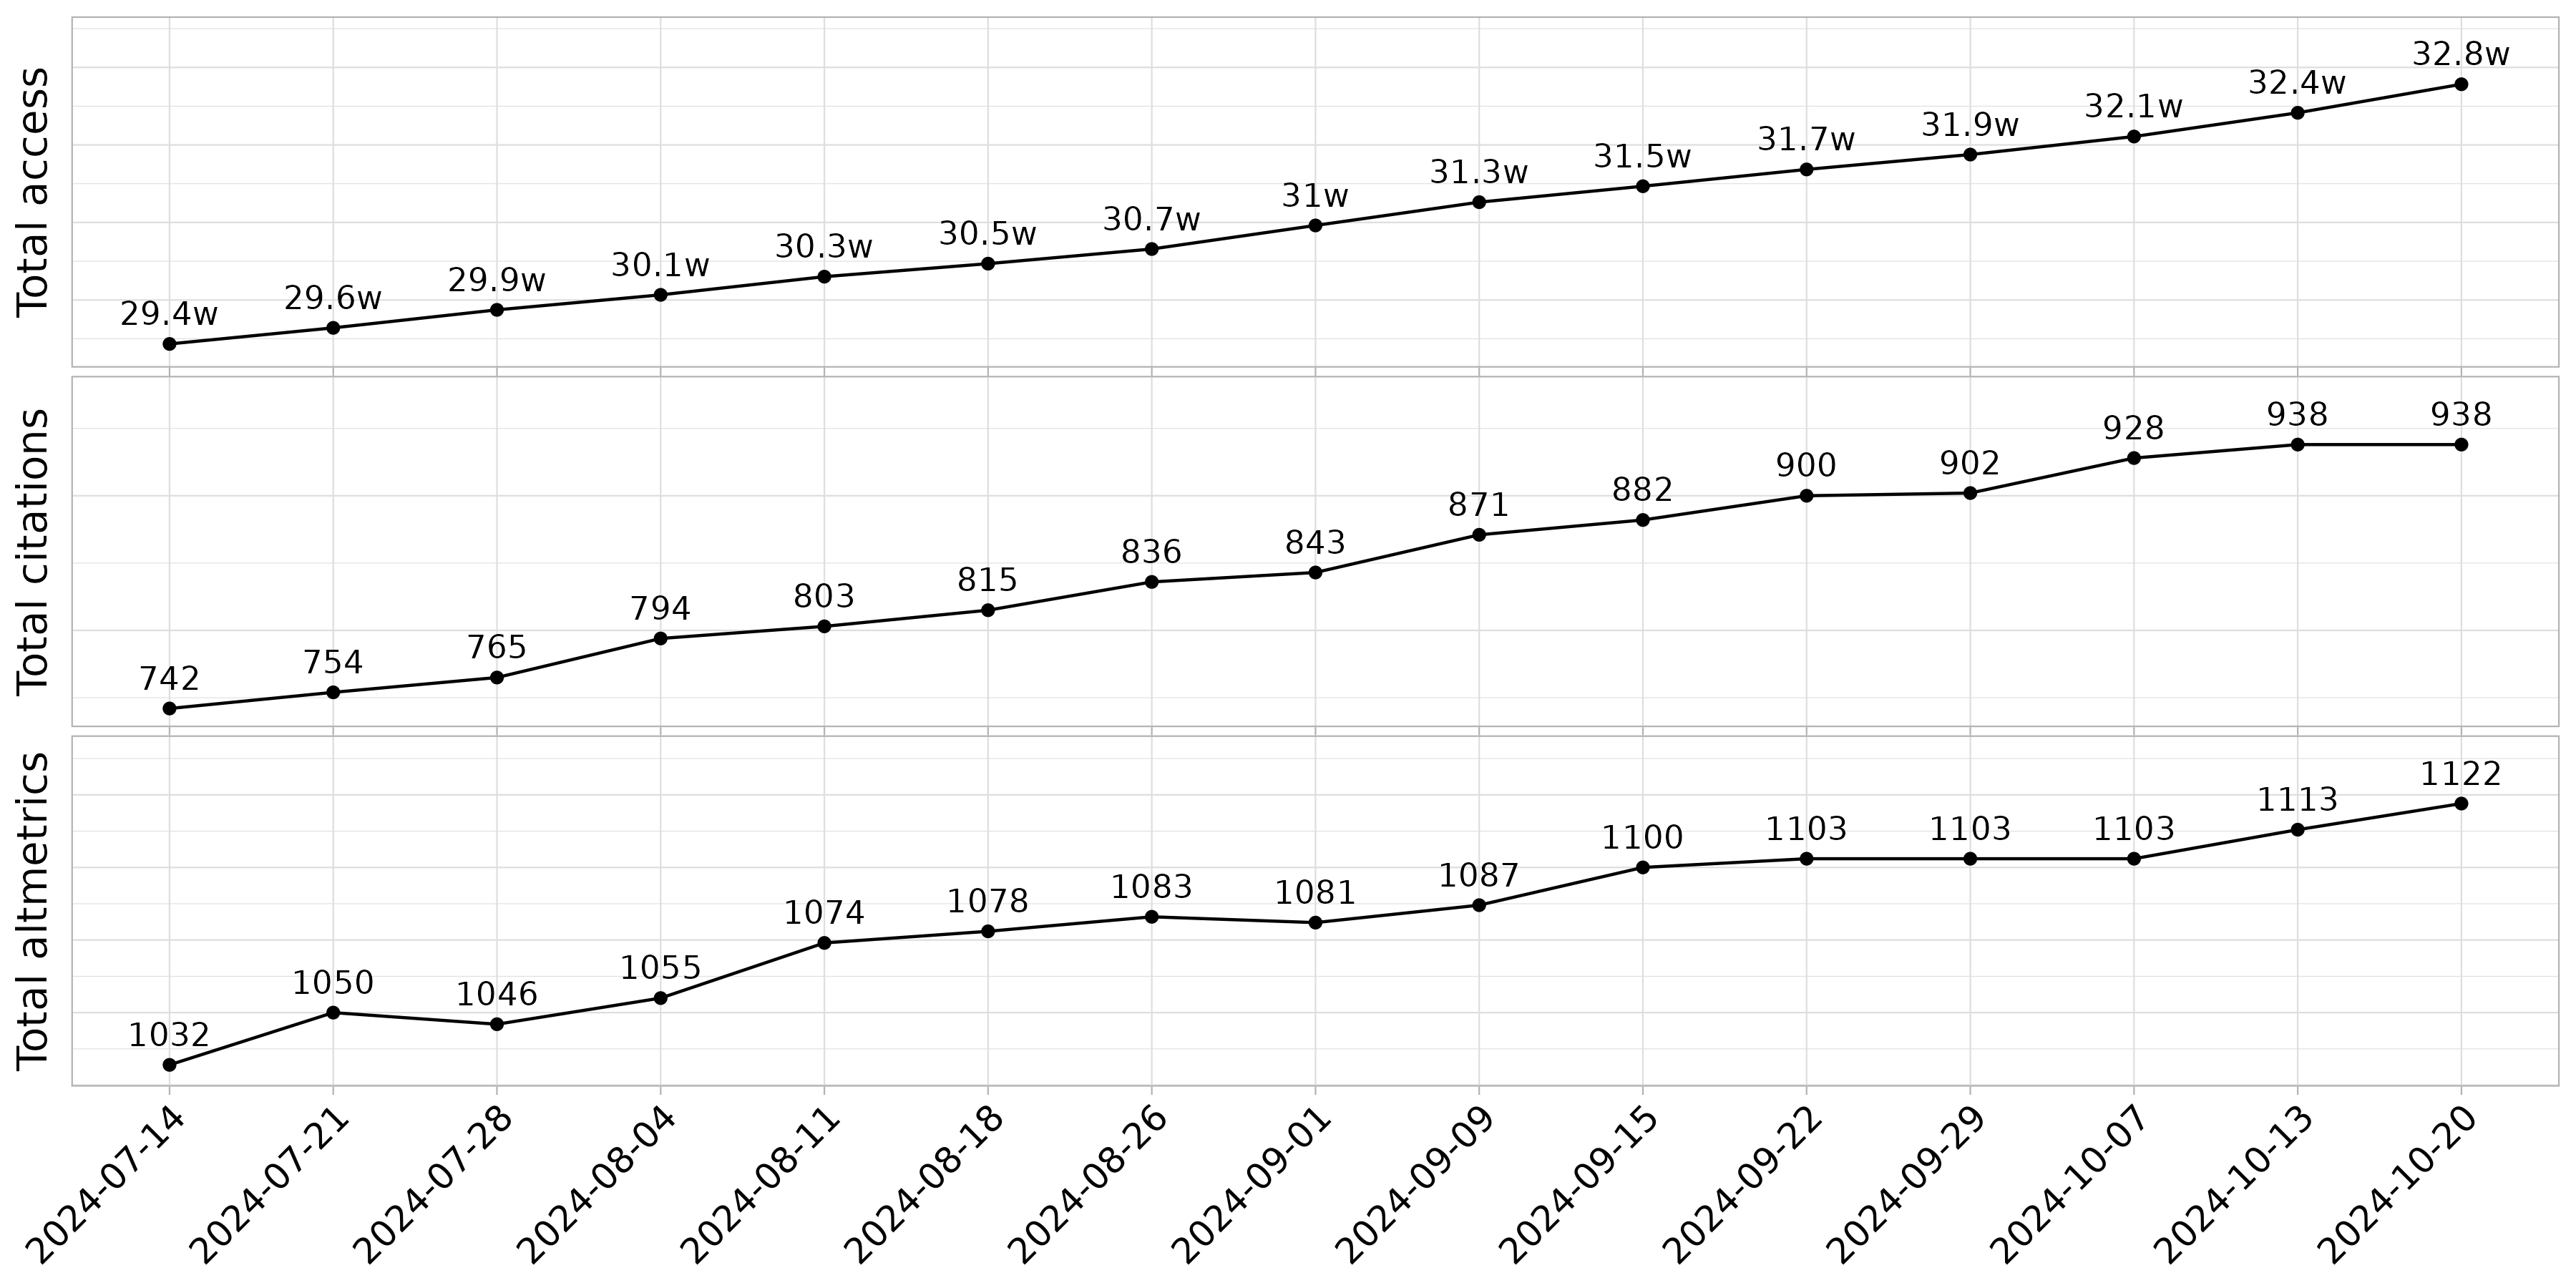 Total access
29.4w 29.6w 29.9w 30.1w 30.3w 30.5w 30.7w 31w 31.3w 31.5w 31.7w 31.9w 32.1w 32.4w 32.8w
Total citations
742 754 765 794 803 815 836 843 871 882 900 902 928 938 938
Total altmetrics
1032 1050 1046 1055 1074 1078 1083 1081 1087 1100 1103 1103 1103 1113 1122
2024-07-14 2024-07-21 2024-07-28 2024-08-04 2024-08-11 2024-08-18 2024-08-26 2024-09-01 2024-09-09 2024-09-15 2024-09-22 2024-09-29 2024-10-07 2024-10-13 2024-10-20